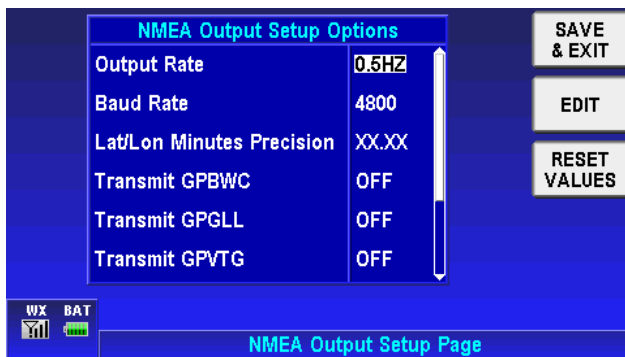 NMEA Output Setup Options
Output Rate 0.5HZ
Baud Rate 4800
Lat/Lon Minutes Precision XX.XX
Transmit GPBWC OFF
Transmit GPGLL OFF
Transmit GPVTG OFF
SAVE
& EXIT
EDIT
RESET
VALUES
WX BAT
NMEA Output Setup Page